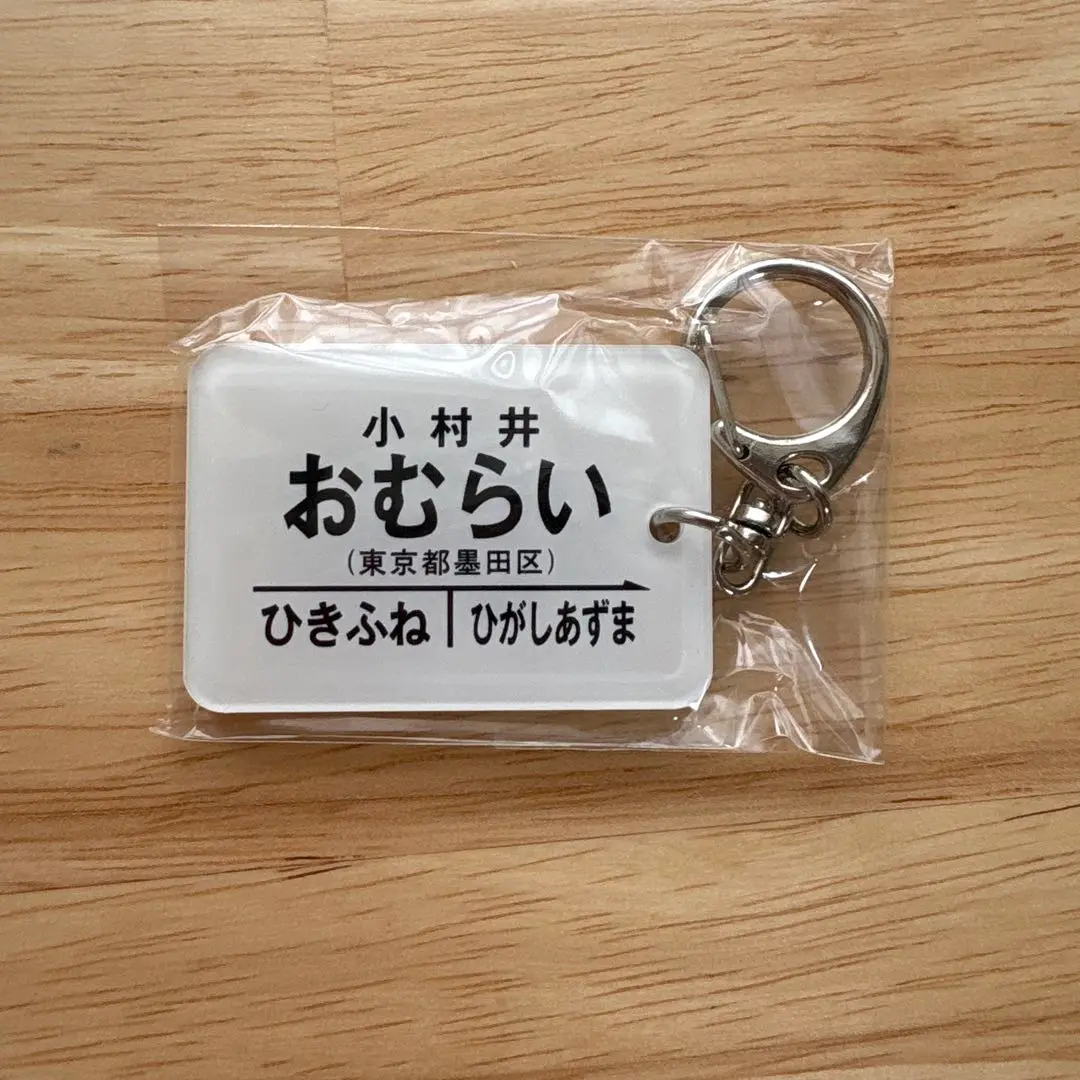 小村井
おむらい
(東京都墨田区)
ひきふね ひがしあずま